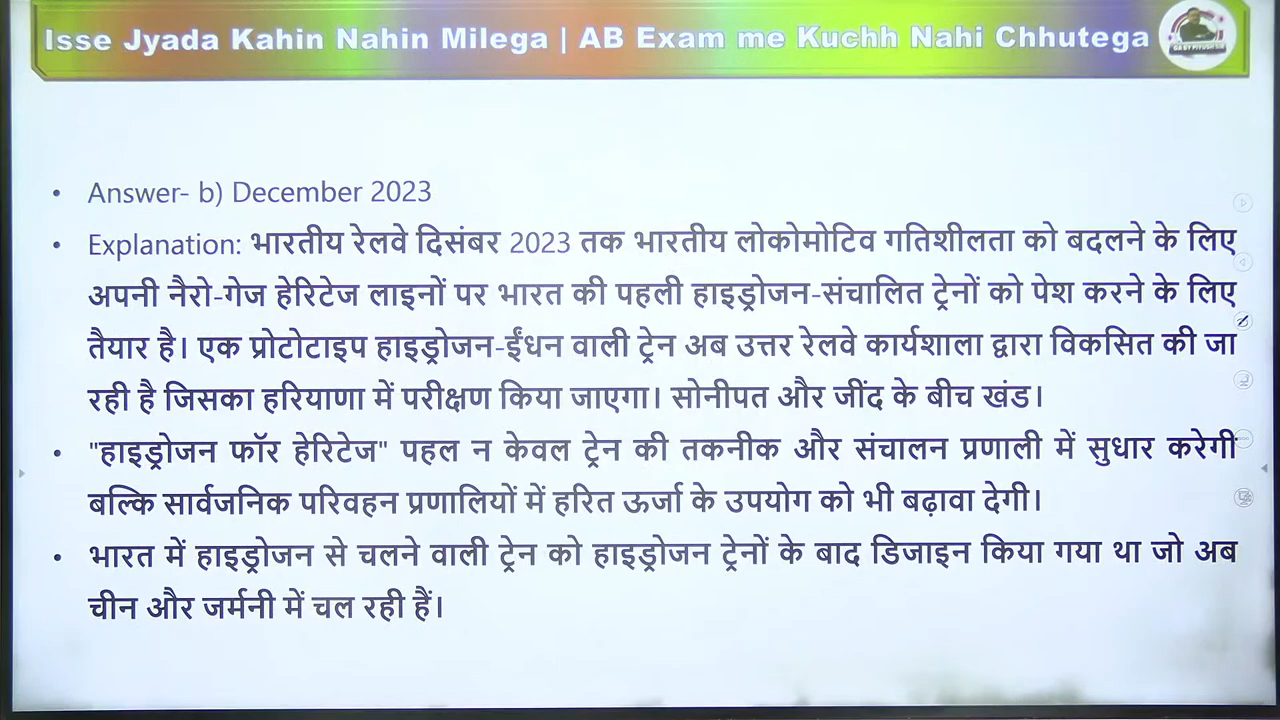 Isse Jyada Kahin Nahin Milega | AB Exam me Kuchh Nahi Chhutega
• Answer- b) December 2023
• Explanation: भारतीय रेलवे दिसंबर 2023 तक भारतीय लोकोमोटिव गतिशीलता को बदलने के लिए
अपनी नैरो-गेज हेरिटेज लाइनों पर भारत की पहली हाइड्रोजन-संचालित ट्रेनों को पेश करने के लिए
तैयार है। एक प्रोटोटाइप हाइड्रोजन-ईंधन वाली ट्रेन अब उत्तर रेलवे कार्यशाला द्वारा विकसित की जा
रही है जिसका हरियाणा में परीक्षण किया जाएगा। सोनीपत और जींद के बीच खंड।
• "हाइड्रोजन फॉर हेरिटेज" पहल न केवल ट्रेन की तकनीक और संचालन प्रणाली में सुधार करेगी
बल्कि सार्वजनिक परिवहन प्रणालियों में हरित ऊर्जा के उपयोग को भी बढ़ावा देगी।
• भारत में हाइड्रोजन से चलने वाली ट्रेन को हाइड्रोजन ट्रेनों के बाद डिजाइन किया गया था जो अब
चीन और जर्मनी में चल रही हैं।